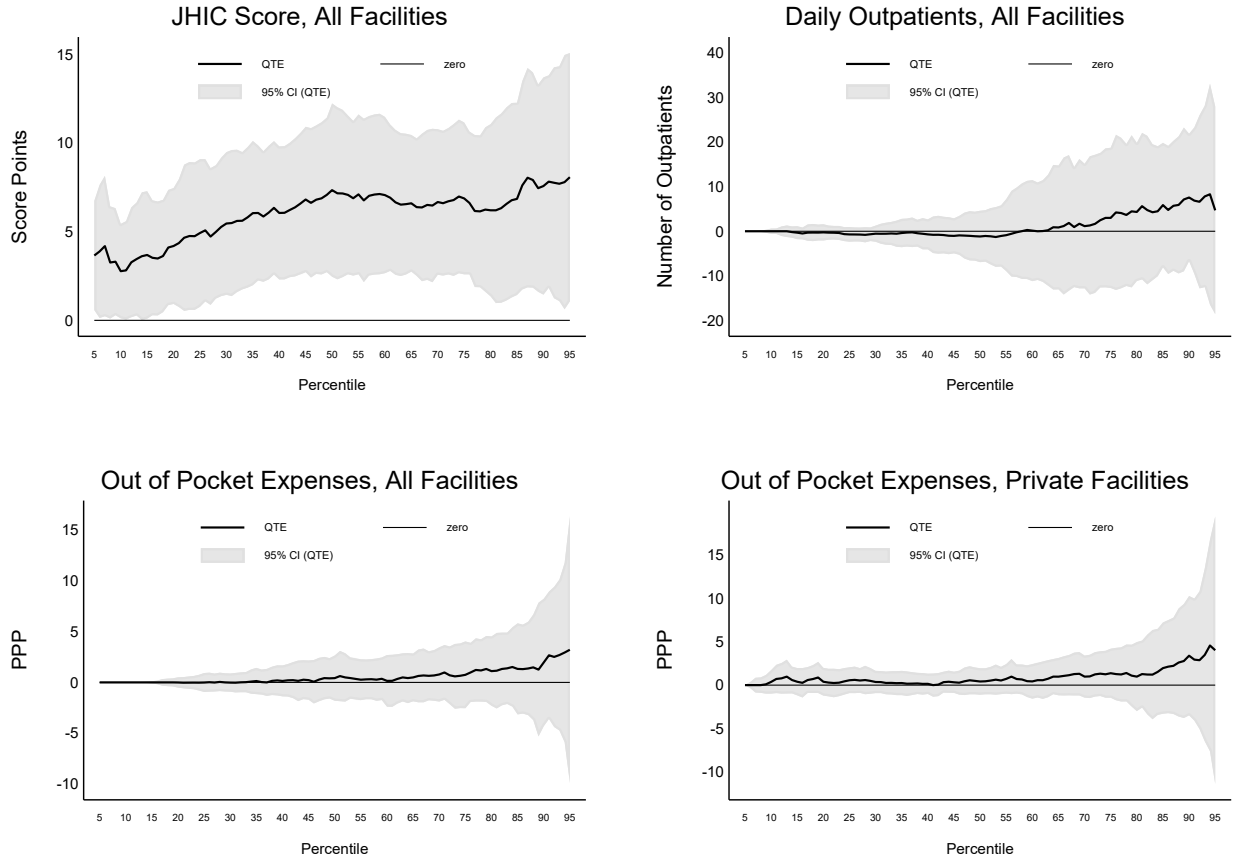 JHIC Score, All Facilities
15
10
5
0
Score Points
QTE
zero
95% CI (QTE)
5 10 15 20 25 30 35 40 45 50 55 60 65 70 75 80 85 90 95
Percentile
Daily Outpatients, All Facilities
40
30
20
10
0
-10
-20
Number of Outpatients
QTE
zero
95% CI (QTE)
5 10 15 20 25 30 35 40 45 50 55 60 65 70 75 80 85 90 95
Percentile
Out of Pocket Expenses, All Facilities
15
10
5
0
-5
-10
PPP
QTE
zero
95% CI (QTE)
5 10 15 20 25 30 35 40 45 50 55 60 65 70 75 80 85 90 95
Percentile
Out of Pocket Expenses, Private Facilities
15
10
5
0
-5
-10
PPP
QTE
zero
95% CI (QTE)
5 10 15 20 25 30 35 40 45 50 55 60 65 70 75 80 85 90 95
Percentile